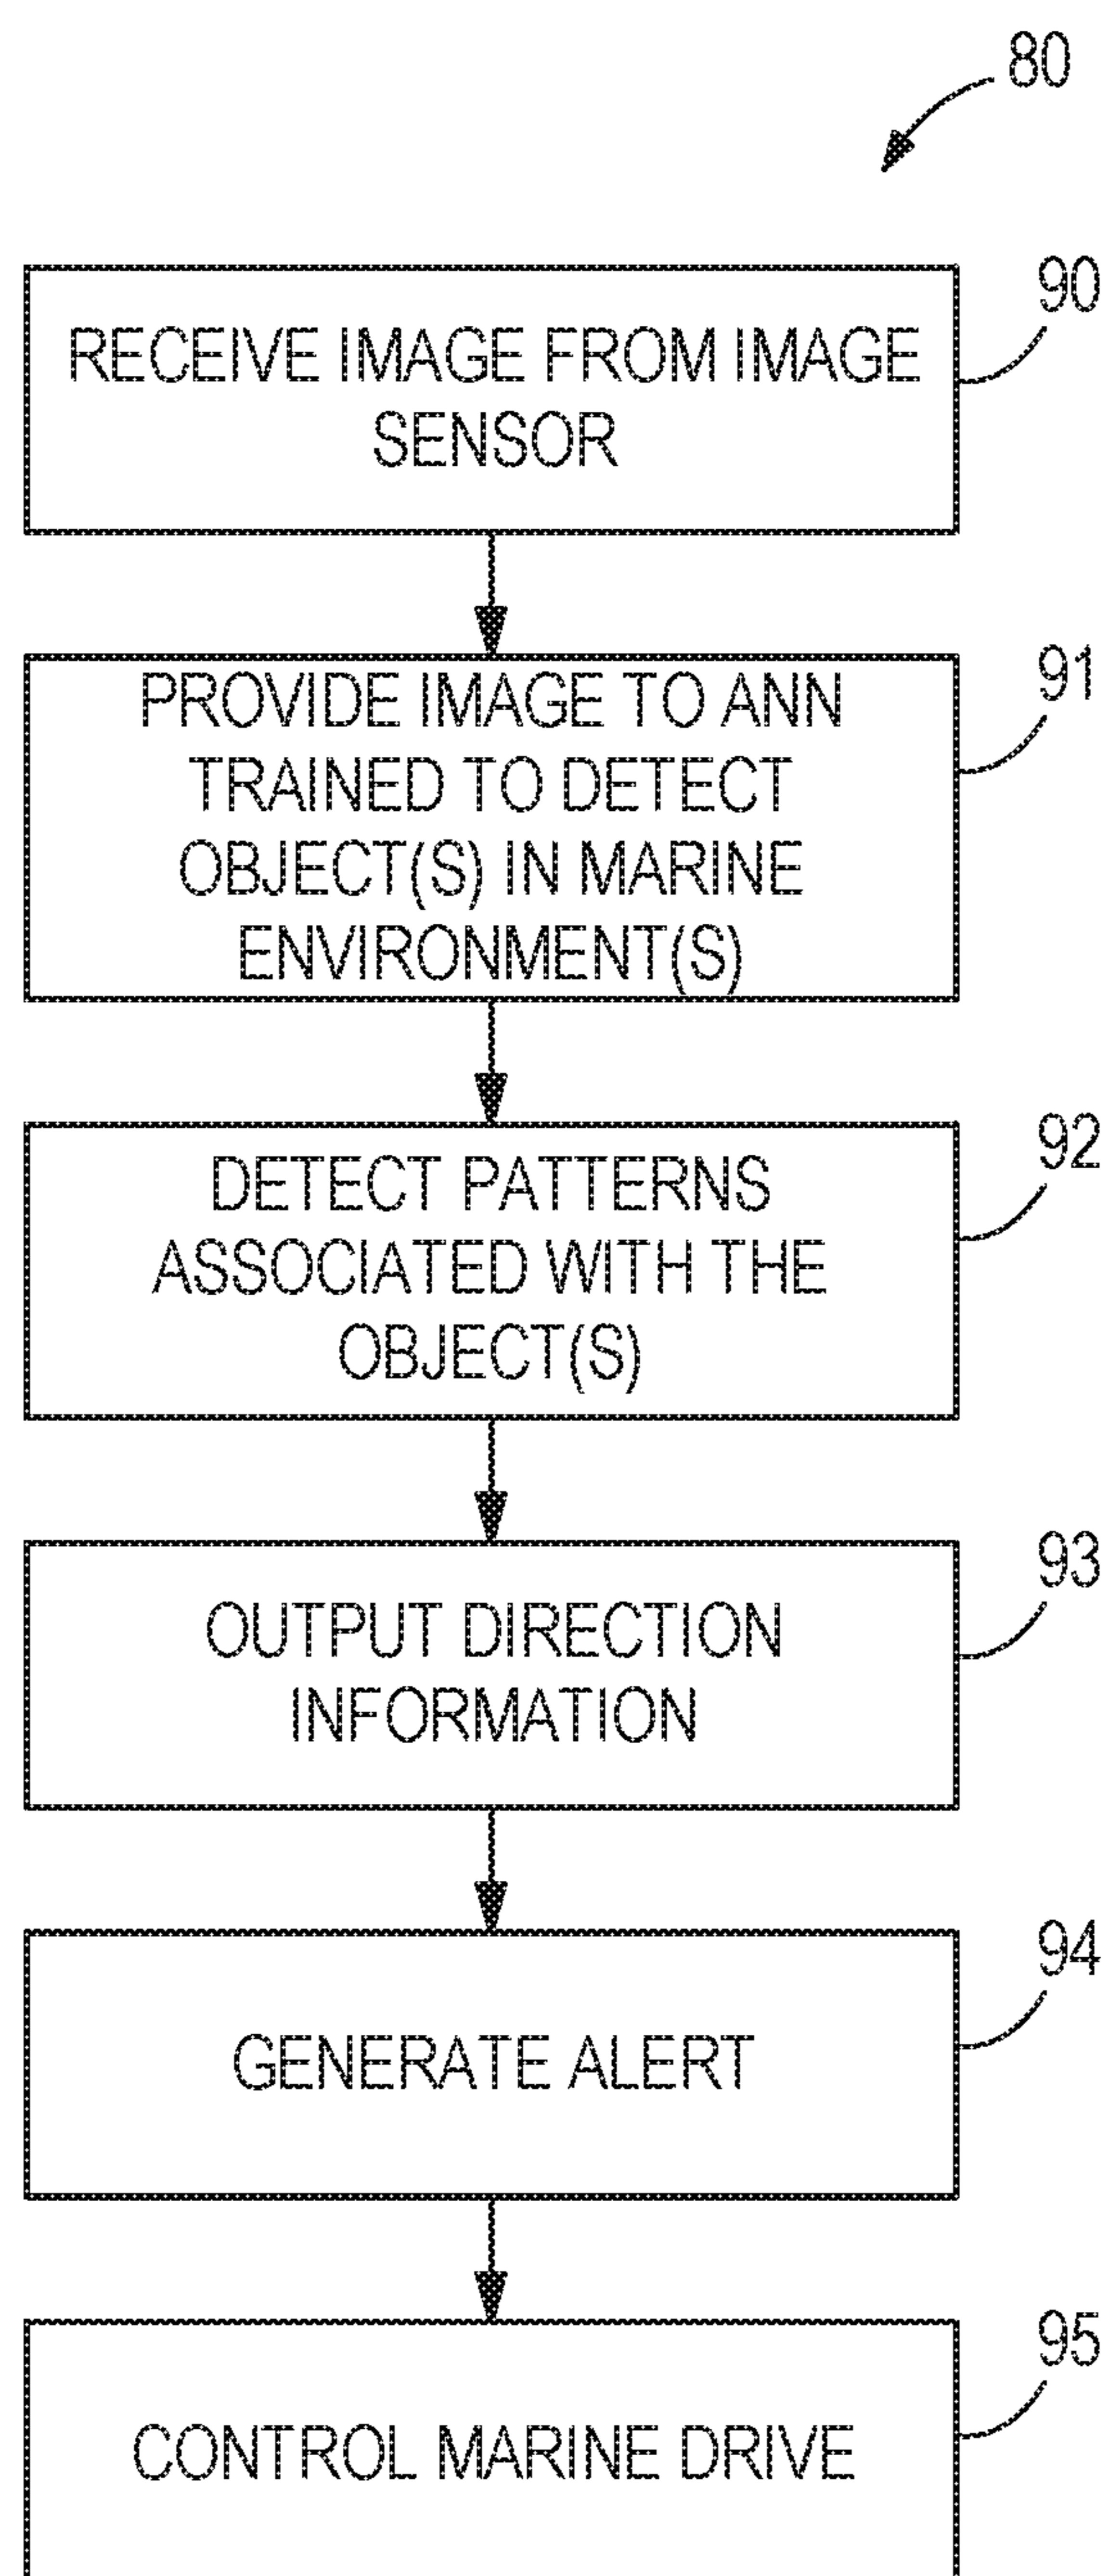 80
90
RECEIVE IMAGE FROM IMAGE
SENSOR
91
PROVIDE IMAGE TO ANN
TRAINED TO DETECT
OBJECT(S) IN MARINE
ENVIRONMENT(S)
92
DETECT PATTERNS
ASSOCIATED WITH THE
OBJECT(S)
93
OUTPUT DIRECTION
INFORMATION
94
GENERATE ALERT
95
CONTROL MARINE DRIVE